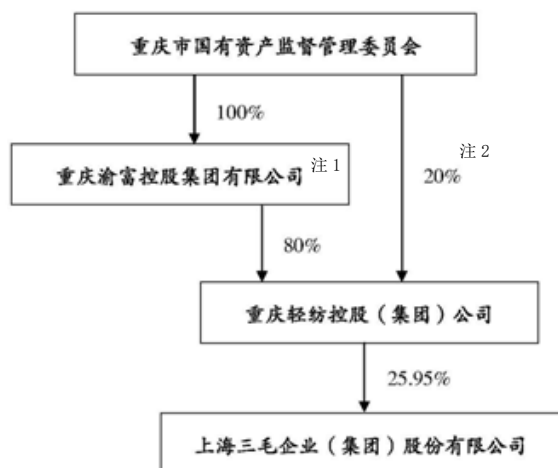 重庆市国有资产监督管理委员会
100%
注 2
重庆渝富控股集团有限公司 注 1
20%
80%
重庆轻纺控股（集团）公司
25.95%
上海三毛企业（集团）股份有限公司